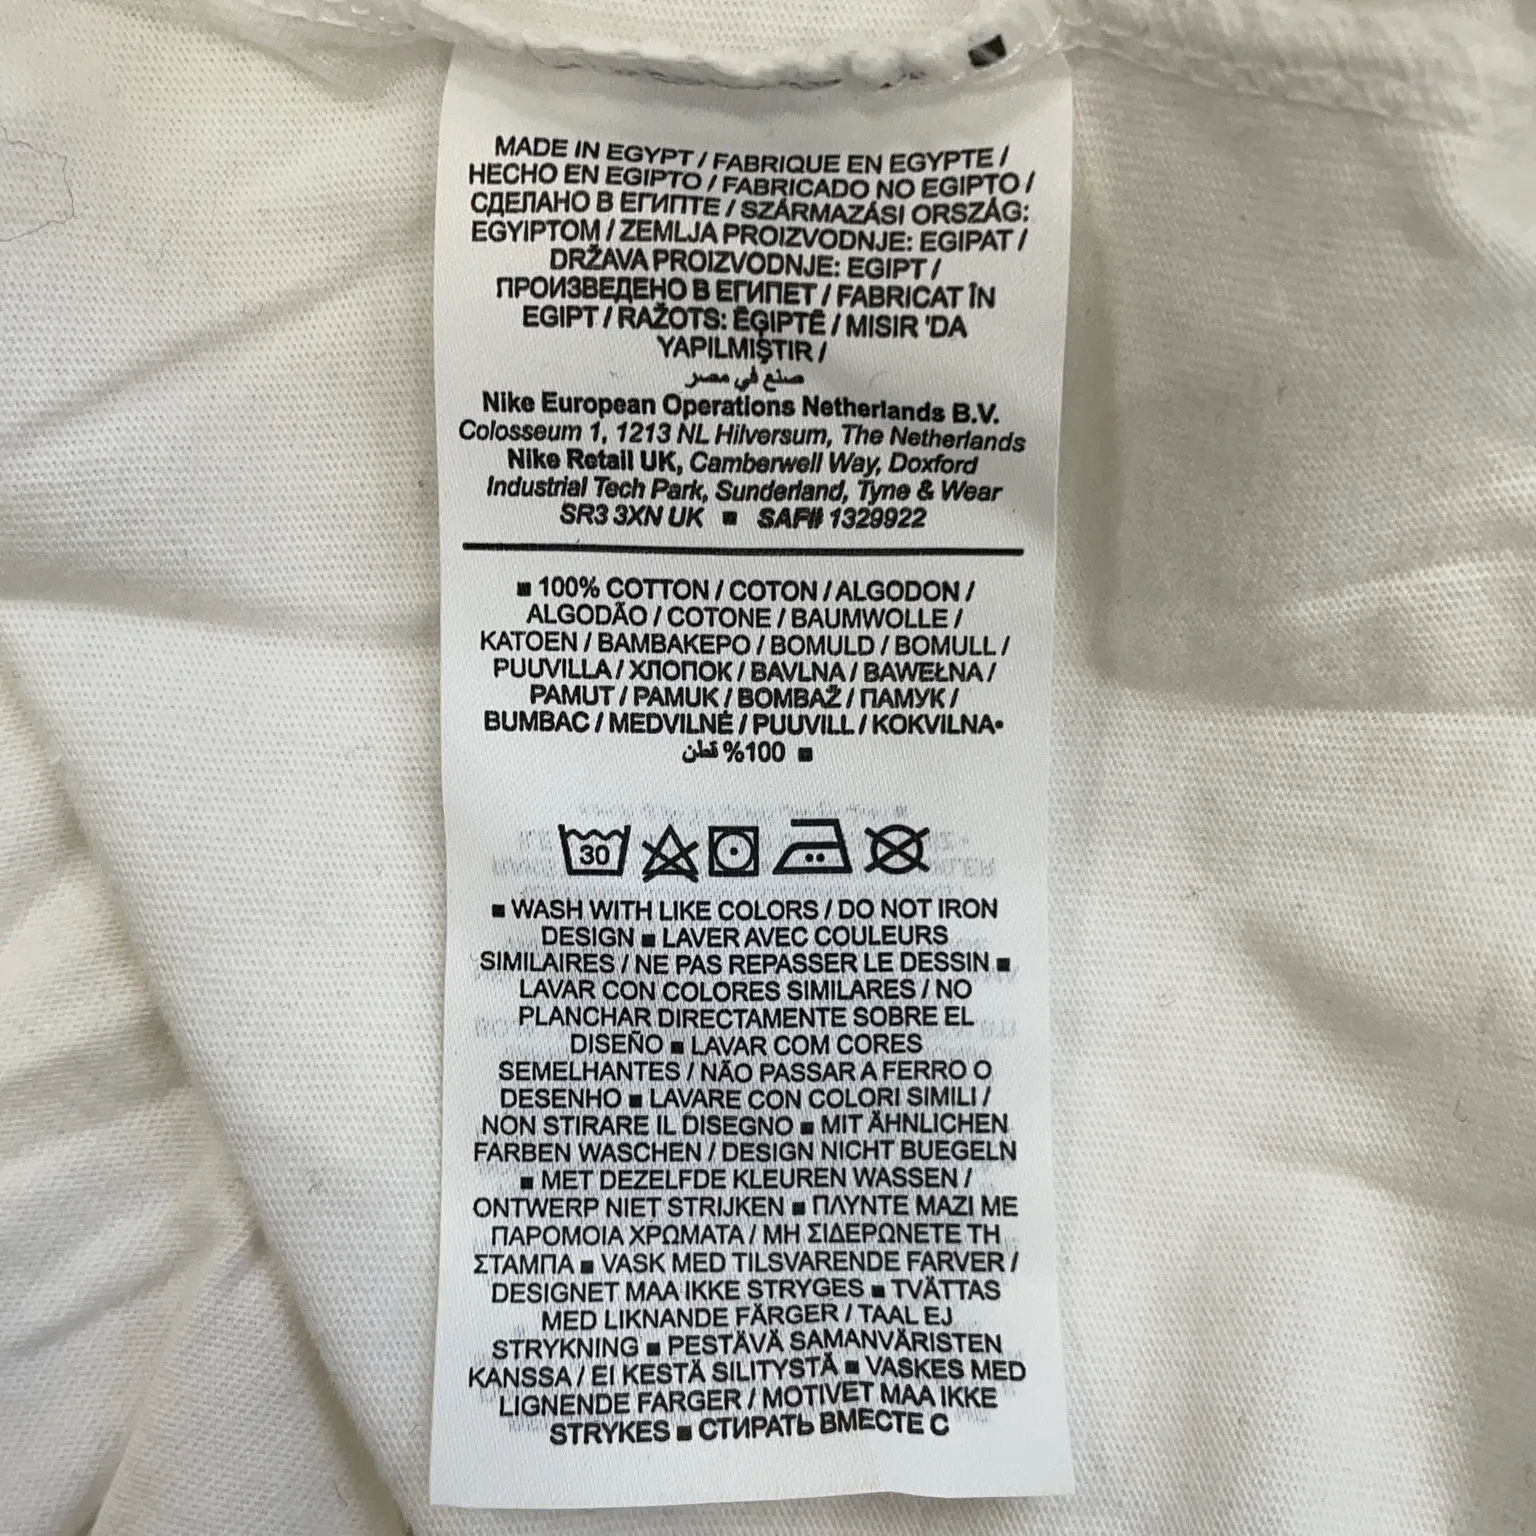 MADE IN EGYPT / FABRIQUE EN EGYPTE /
HECHO EN EGIPTO / FABRICADO NO EGIPTO /
СДЕЛАНО В ЕГИПТЕ / SZÁRMAZÁSI ORSZÁG:
EGYIPTOM / ZEMLJA PROIZVODNJE: EGIPAT /
DRŽAVA PROIZVODNJE: EGIPT /
ПРОИЗВЕДЕНО В ЕГИПЕТ / FABRICAT ÎN
EGIPT / RAŽOTS: ĒĢIPTĒ / MISIR 'DA
YAPILMIŞTIR /
صنع في مصر
Nike European Operations Netherlands B.V.
Colosseum 1, 1213 NL Hilversum, The Netherlands
Nike Retail UK, Camberwell Way, Doxford
Industrial Tech Park, Sunderland, Tyne & Wear
SR3 3XN UK ■ SAF# 1329922
■ 100% COTTON / COTON / ALGODON /
ALGODÃO / COTONE / BAUMWOLLE /
KATOEN / ΒΑΜΒΑΚΕΡΟ / BOMULD / BOMULL /
PUUVILLA / ХЛОПОК / BAVLNA / BAWEŁNA /
PAMUT / PAMUK / BOMBAŽ / ПАМУК /
BUMBAC / MEDVILNĖ / PUUVILL / KOKVILNA•
■ 100% قطن
30
■ WASH WITH LIKE COLORS / DO NOT IRON
DESIGN ■ LAVER AVEC COULEURS
SIMILAIRES / NE PAS REPASSER LE DESSIN ■
LAVAR CON COLORES SIMILARES / NO
PLANCHAR DIRECTAMENTE SOBRE EL
DISEÑO ■ LAVAR COM CORES
SEMELHANTES / NÃO PASSAR A FERRO O
DESENHO ■ LAVARE CON COLORI SIMILI /
NON STIRARE IL DISEGNO ■ MIT ÄHNLICHEN
FARBEN WASCHEN / DESIGN NICHT BUEGELN
■ MET DEZELFDE KLEUREN WASSEN /
ONTWERP NIET STRIJKEN ■ ΠΛΥΝΤΕ ΜΑΖΙ ΜΕ
ΠΑΡΟΜΟΙΑ ΧΡΩΜΑΤΑ / ΜΗ ΣΙΔΕΡΩΝΕΤΕ ΤΗ
ΣΤΑΜΠΑ ■ VASK MED TILSVARENDE FARVER /
DESIGNET MAA IKKE STRYGES ■ TVÄTTAS
MED LIKNANDE FÄRGER / TAAL EJ
STRYKNING ■ PESTÄVÄ SAMANVÄRISTEN
KANSSA / EI KESTÄ SILITYSTÄ ■ VASKES MED
LIGNENDE FARGER / MOTIVET MAA IKKE
STRYKES ■ СТИРАТЬ ВМЕСТЕ С